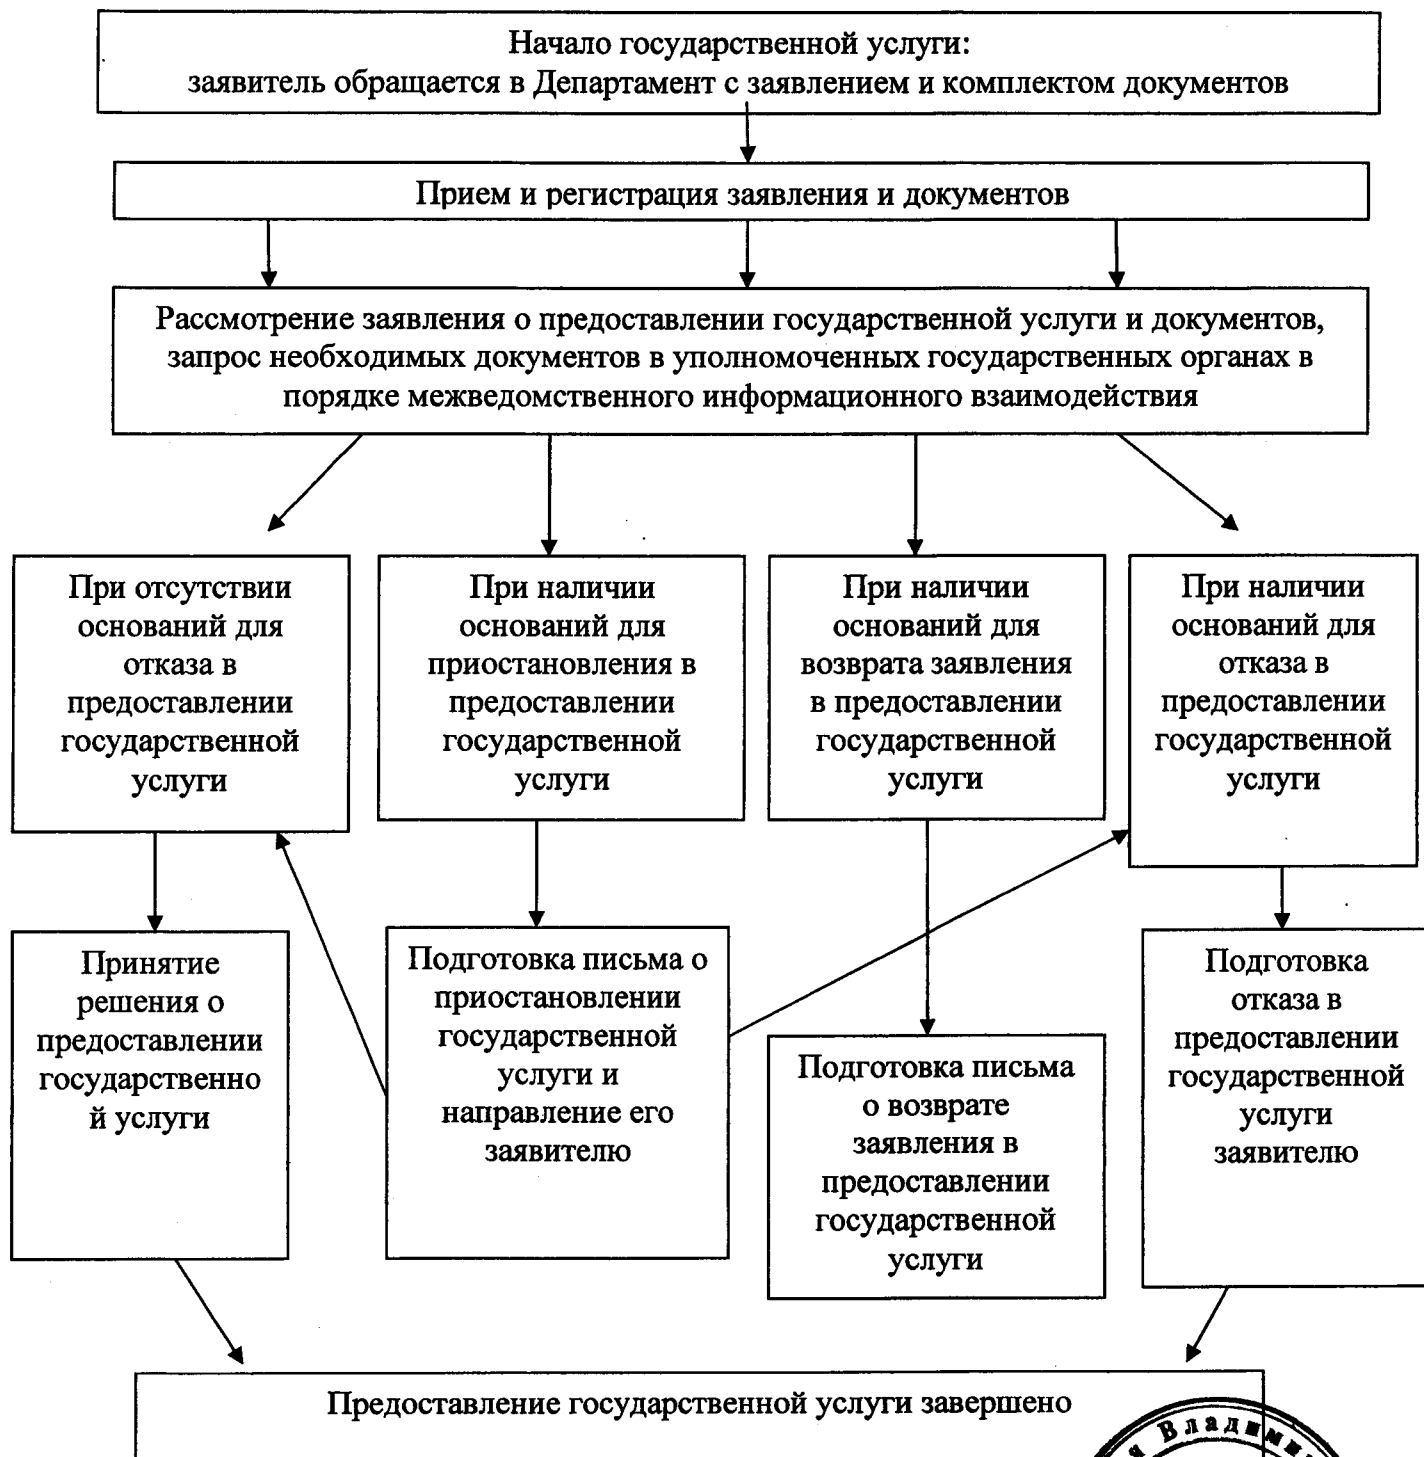 Начало государственной услуги:
заявитель обращается в Департамент с заявлением и комплектом документов
Прием и регистрация заявления и документов
Рассмотрение заявления о предоставлении государственной услуги и документов,
запрос необходимых документов в уполномоченных государственных органах в
порядке межведомственного информационного взаимодействия
При отсутствии
оснований для
отказа в
предоставлении
государственной
услуги
При наличии
оснований для
приостановления в
предоставлении
государственной
услуги
При наличии
оснований для
возврата заявления
в предоставлении
государственной
услуги
При наличии
оснований для
отказа в
предоставлении
государственной
услуги
Принятие
решения о
предоставлении
государственно
й услуги
Подготовка письма о
приостановлении
государственной
услуги и
направление его
заявителю
Подготовка письма
о возврате
заявления в
предоставлении
государственной
услуги
Подготовка
отказа в
предоставлении
государственной
услуги
заявителю
Предоставление государственной услуги завершено